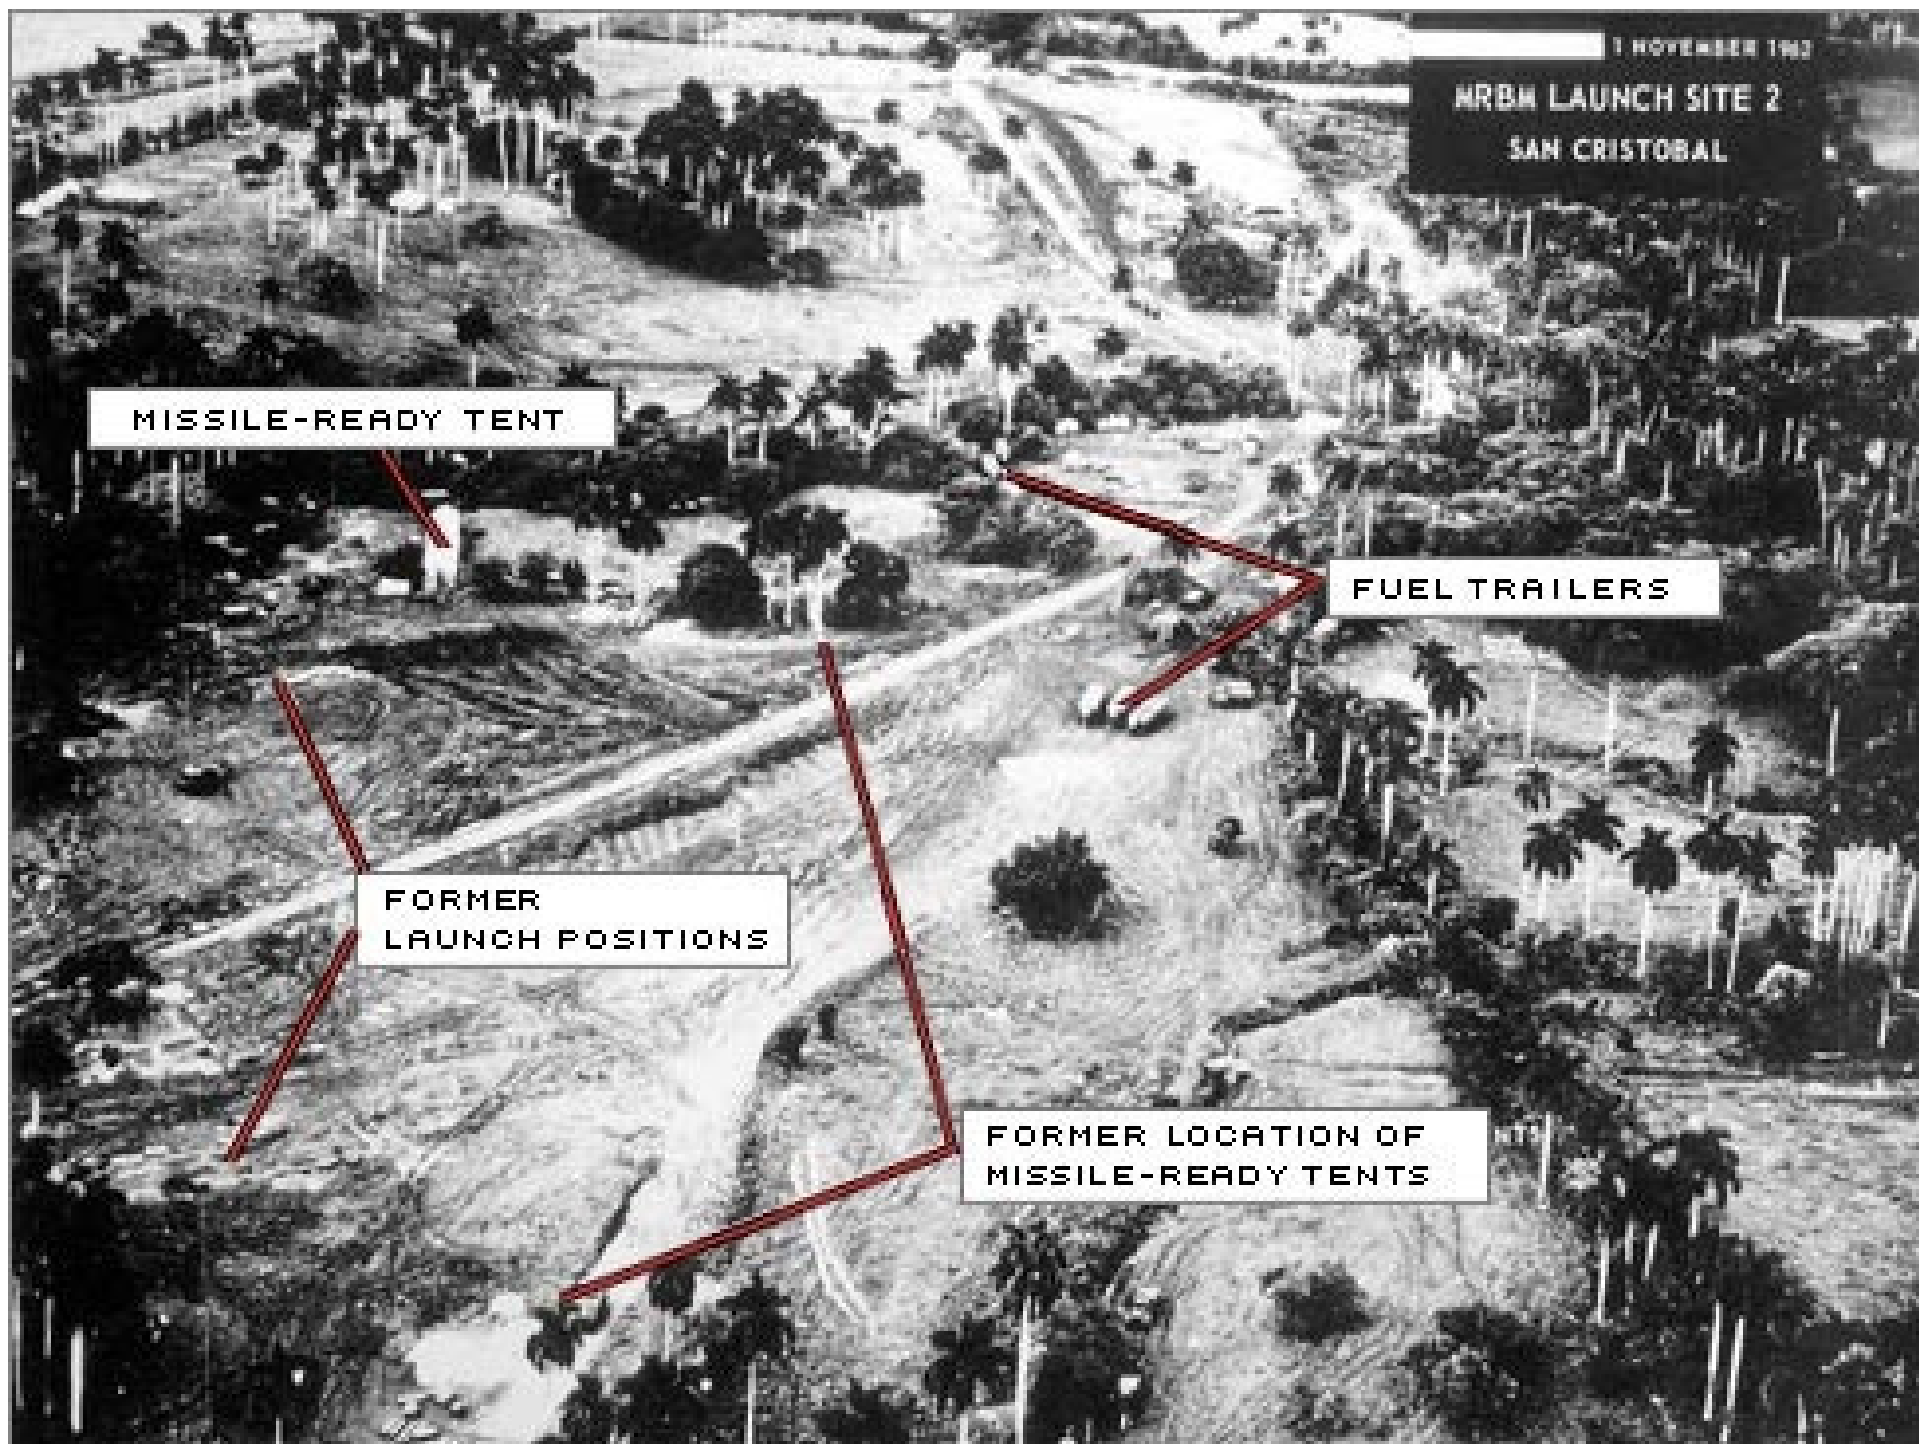 1 NOVEMBER 1962
MRBM LAUNCH SITE 2
SAN CRISTOBAL
MISSILE-READY TENT
FUEL TRAILERS
FORMER
LAUNCH POSITIONS
FORMER LOCATION OF
MISSILE-READY TENTS